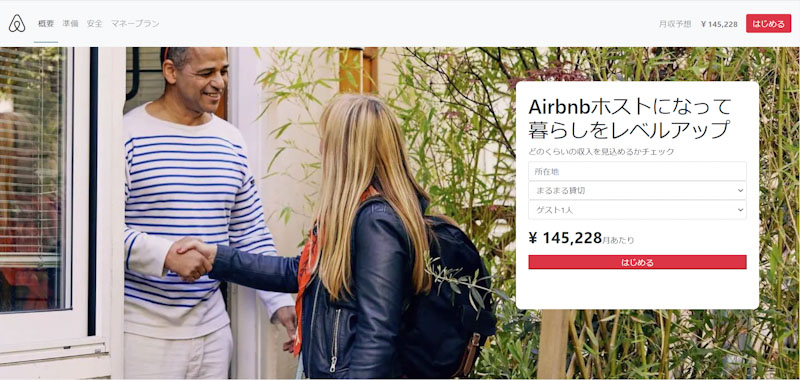 概要 準備 安全 マネープラン
月収予想 ¥ 145,228 はじめる
Airbnbホストになって
暮らしをレベルアップ
どのくらいの収入を見込めるかチェック
所在地
まるまる貸切
ゲスト1人
¥ 145,228月あたり
はじめる